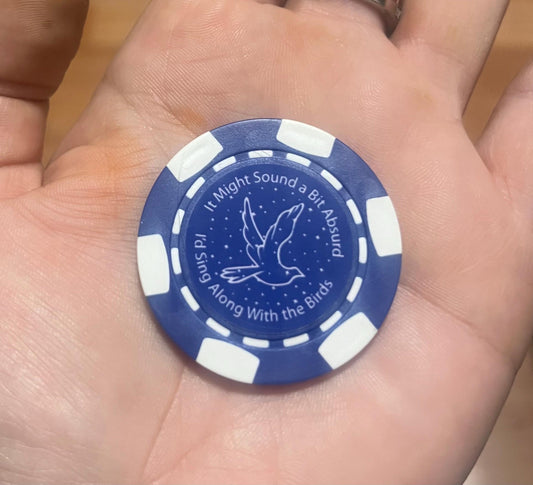 It Might Sound a Bit Absurd
I'd Sing Along With the Birds